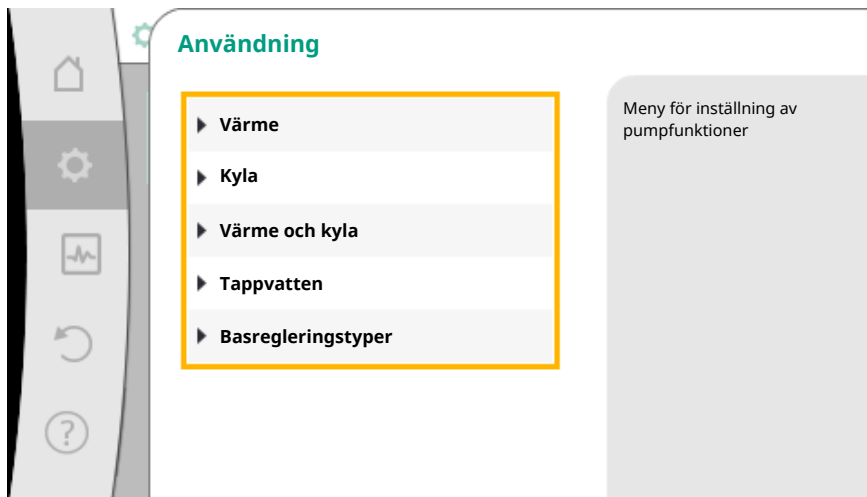 Användning
Värme
Kyla
Värme och kyla
Tappvatten
Basregleringstyper
Meny för inställning av
pumpfunktioner
?